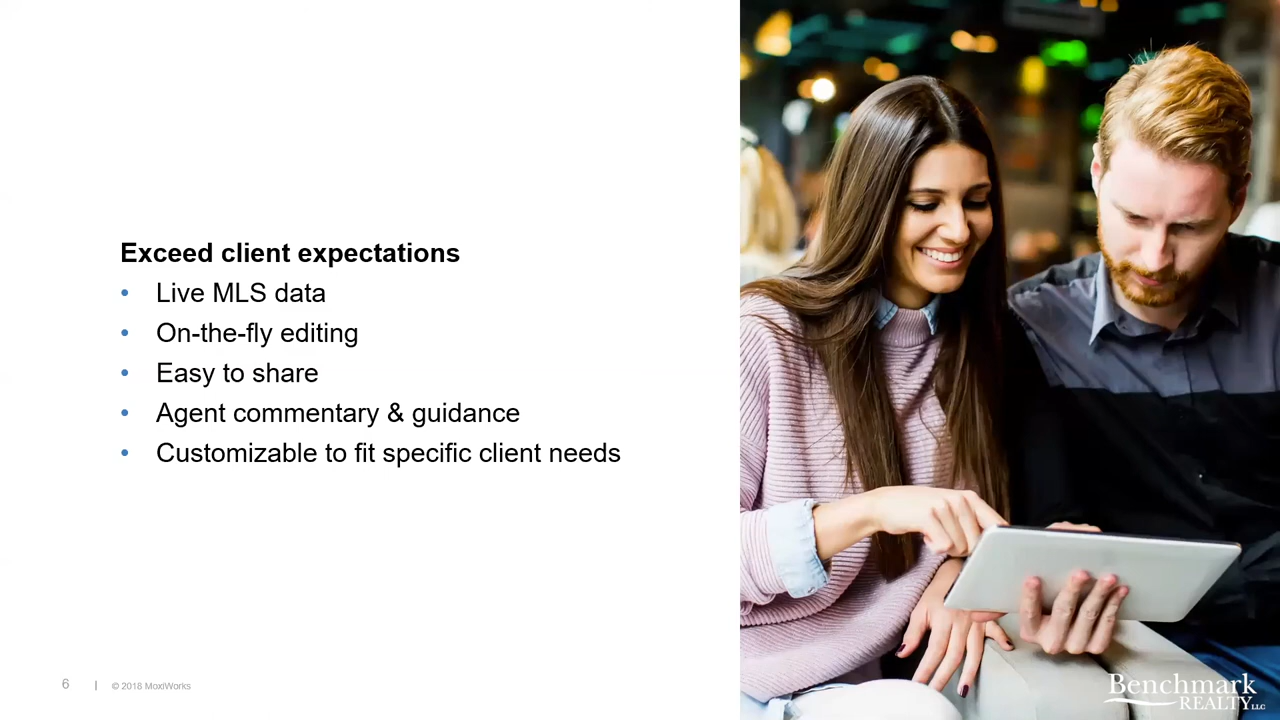 Exceed client expectations
• Live MLS data
• On-the-fly editing
• Easy to share
• Agent commentary & guidance
• Customizable to fit specific client needs
6 | © 2018 MoxiWorks
Benchmark
REALTY LLC